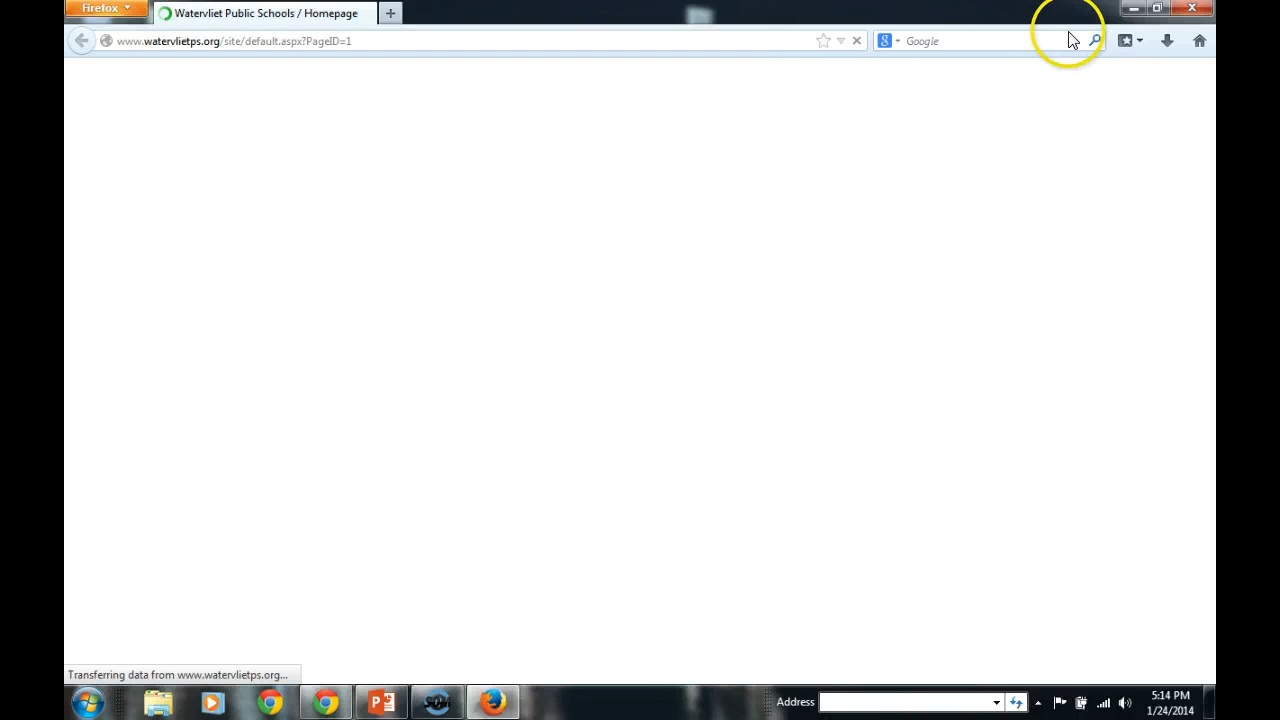 Firefox
Watervliet Public Schools / Homepage
www.watervlietps.org/site/default.aspx?PageID=1
Google
Transferring data from www.watervlietps.org...
Address
5:14 PM
1/24/2014